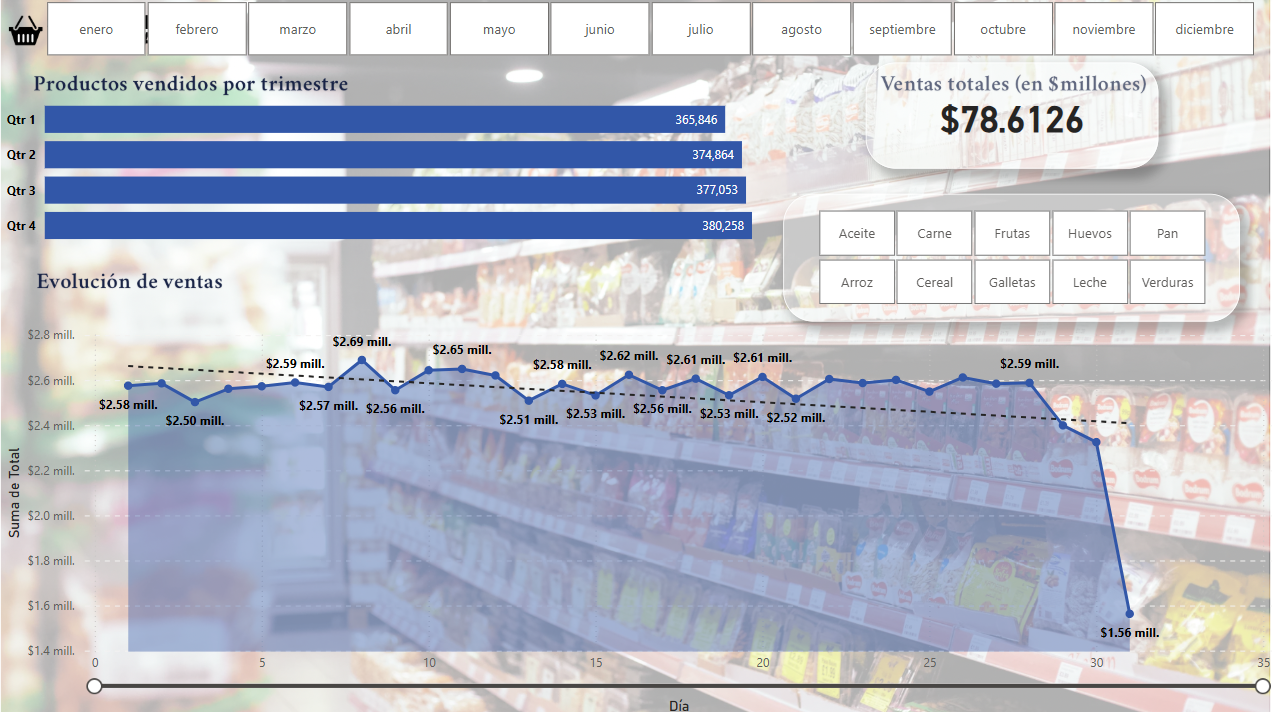 enero febrero marzo abril mayo junio julio agosto septiembre octubre noviembre diciembre
Productos vendidos por trimestre
Qtr 1 365,846
Qtr 2 374,864
Qtr 3 377,053
Qtr 4 380,258
Ventas totales (en $millones)
$78.6126
Aceite Carne Frutas Huevos Pan
Arroz Cereal Galletas Leche Verduras
Evolución de ventas
Suma de Total
$2.8 mill.
$2.6 mill.
$2.4 mill.
$2.2 mill.
$2.0 mill.
$1.8 mill.
$1.6 mill.
$1.4 mill.
$2.58 mill.
$2.50 mill.
$2.59 mill.
$2.57 mill.
$2.69 mill.
$2.56 mill.
$2.65 mill.
$2.51 mill.
$2.58 mill.
$2.53 mill.
$2.62 mill.
$2.56 mill.
$2.61 mill.
$2.53 mill.
$2.61 mill.
$2.52 mill.
$2.59 mill.
$1.56 mill.
0 5 10 15 20 25 30 35
Día